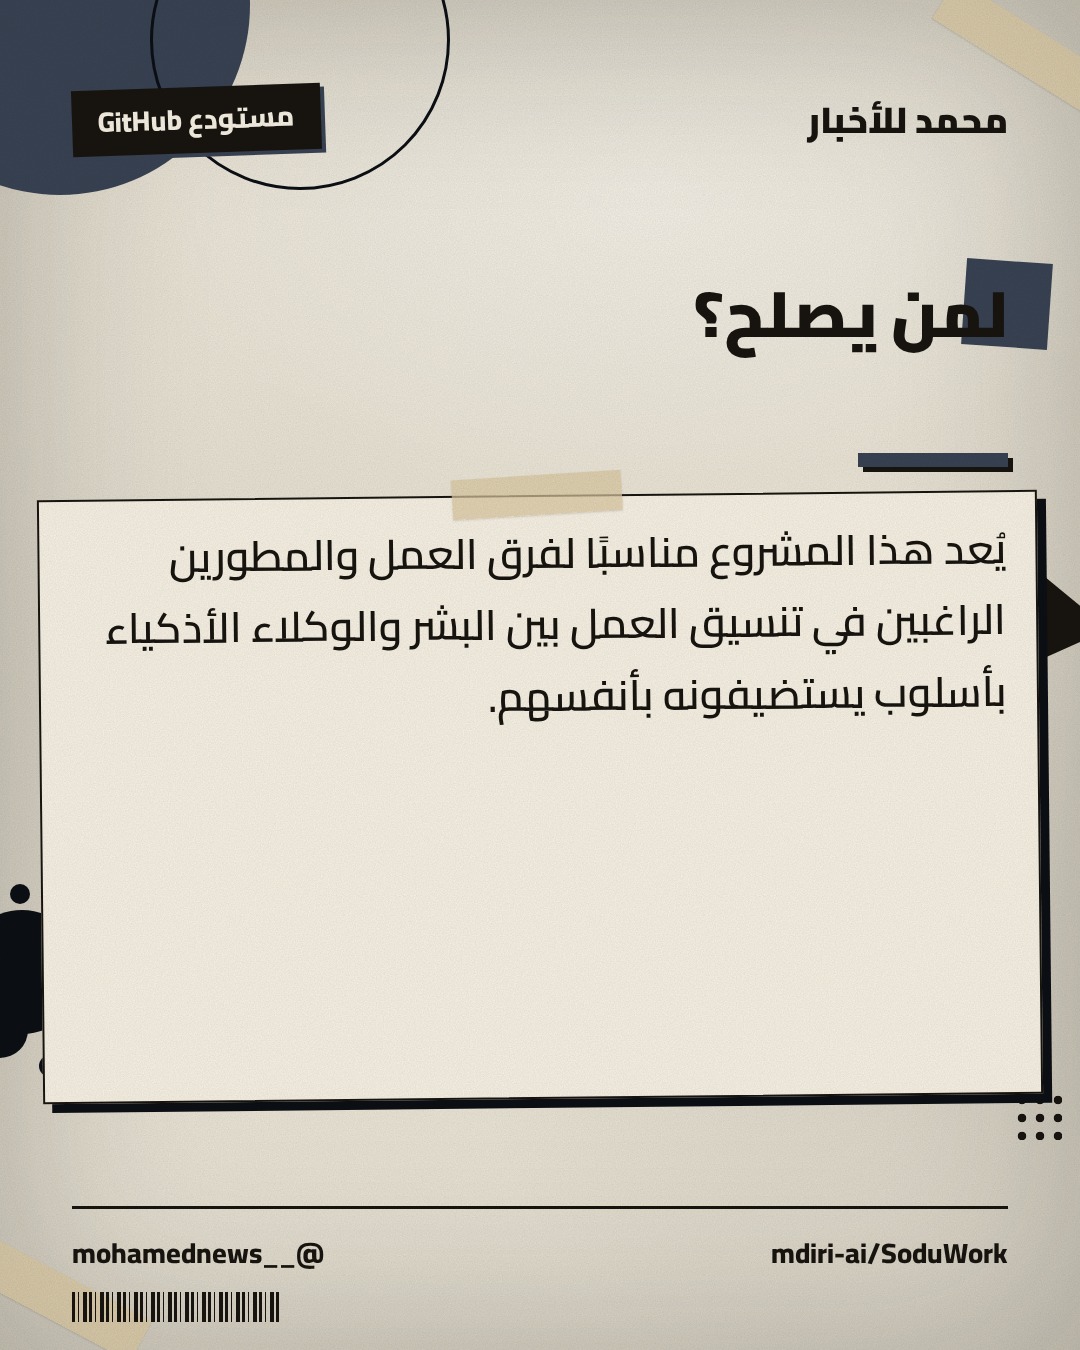 محمد للأخبار
مستودع GitHub
لمن يصلح؟
يُعد هذا المشروع مناسبًا لفرق العمل والمطورين
الراغبين في تنسيق العمل بين البشر والوكلاء الأذكياء
بأسلوب يستضيفونه بأنفسهم.
mdiri-ai/SoduWork
mohamednews__@